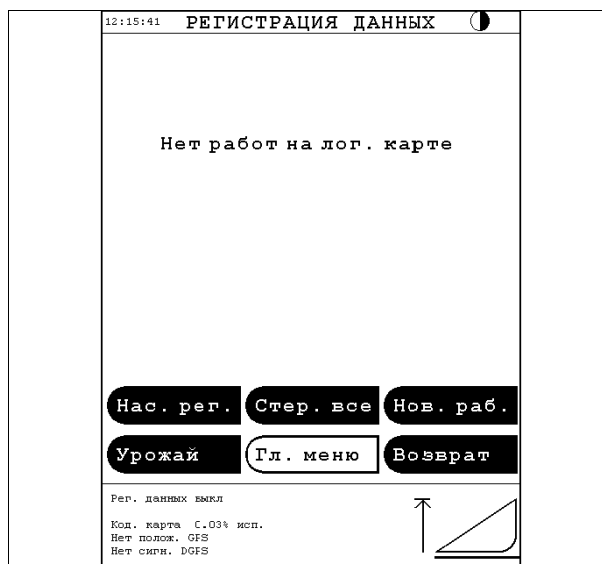 12:15:41 РЕГИСТРАЦИЯ ДАННЫХ
Нет работ на лог. карте
Нас. рег. Стер. все Нов. раб.
Урожай Гл. меню Возврат
Рег. данных выкл
Код. карта 0.03% исп.
Нет полож. GPS
Нет сигн. DGPS